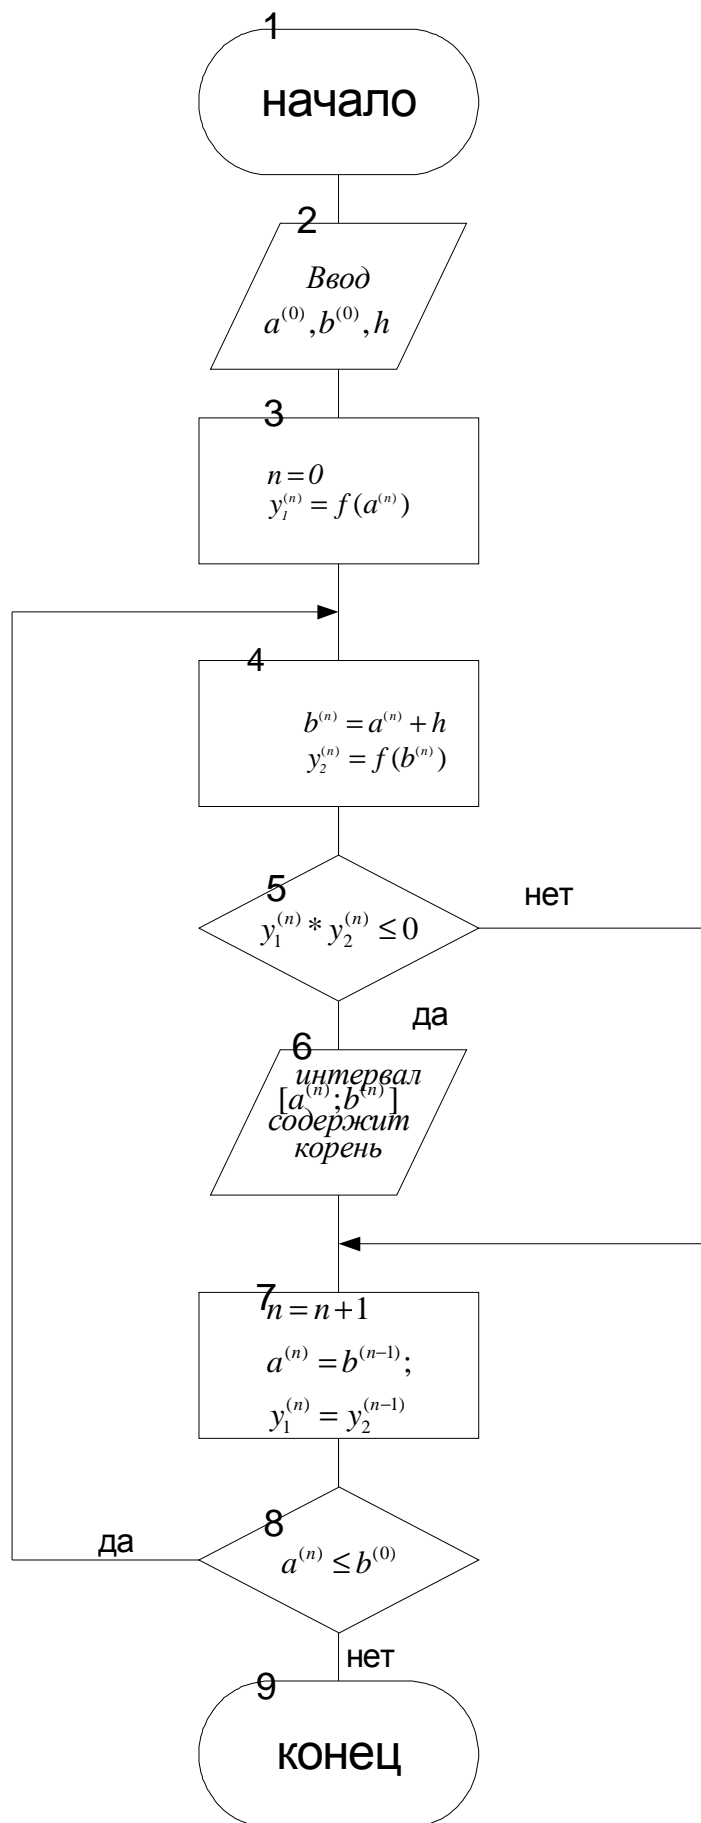 1
начало
2
Ввод
a^(0), b^(0), h
3
n = 0
y_1^(n) = f(a^(n))
4
b^(n) = a^(n) + h
y_2^(n) = f(b^(n))
5
нет
y_1^(n) * y_2^(n) ≤ 0
да
6
интервал
[a^(n); b^(n)]
содержит
корень
7
n = n + 1
a^(n) = b^(n−1);
y_1^(n) = y_2^(n−1)
8
да
a^(n) ≤ b^(0)
нет
9
конец